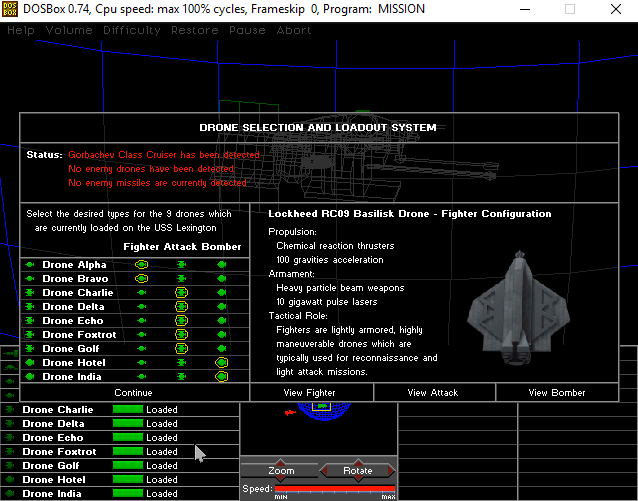 DOS
BOX
DOSBox 0.74, Cpu speed: max 100% cycles, Frameskip 0, Program: MISSION
Help Volume Difficulty Restore Pause Abort
DRONE SELECTION AND LOADOUT SYSTEM
Status: Gorbachev Class Cruiser has been detected
No enemy drones have been detected
No enemy missiles are currently detected
Select the desired types for the 9 drones which
are currently loaded on the USS Lexington
Fighter Attack Bomber
Drone Alpha
Drone Bravo
Drone Charlie
Drone Delta
Drone Echo
Drone Foxtrot
Drone Golf
Drone Hotel
Drone India
Lockheed RC09 Basilisk Drone - Fighter Configuration
Propulsion:
Chemical reaction thrusters
100 gravities acceleration
Armament:
Heavy particle beam weapons
10 gigawatt pulse lasers
Tactical Role:
Fighters are lightly armored, highly
maneuverable drones which are
typically used for reconnaissance and
light attack missions.
Continue
View Fighter
View Attack
View Bomber
Drone Charlie Loaded
Drone Delta Loaded
Drone Echo Loaded
Drone Foxtrot Loaded
Drone Golf Loaded
Drone Hotel Loaded
Drone India Loaded
Zoom
Rotate
Speed:
MIN MAX